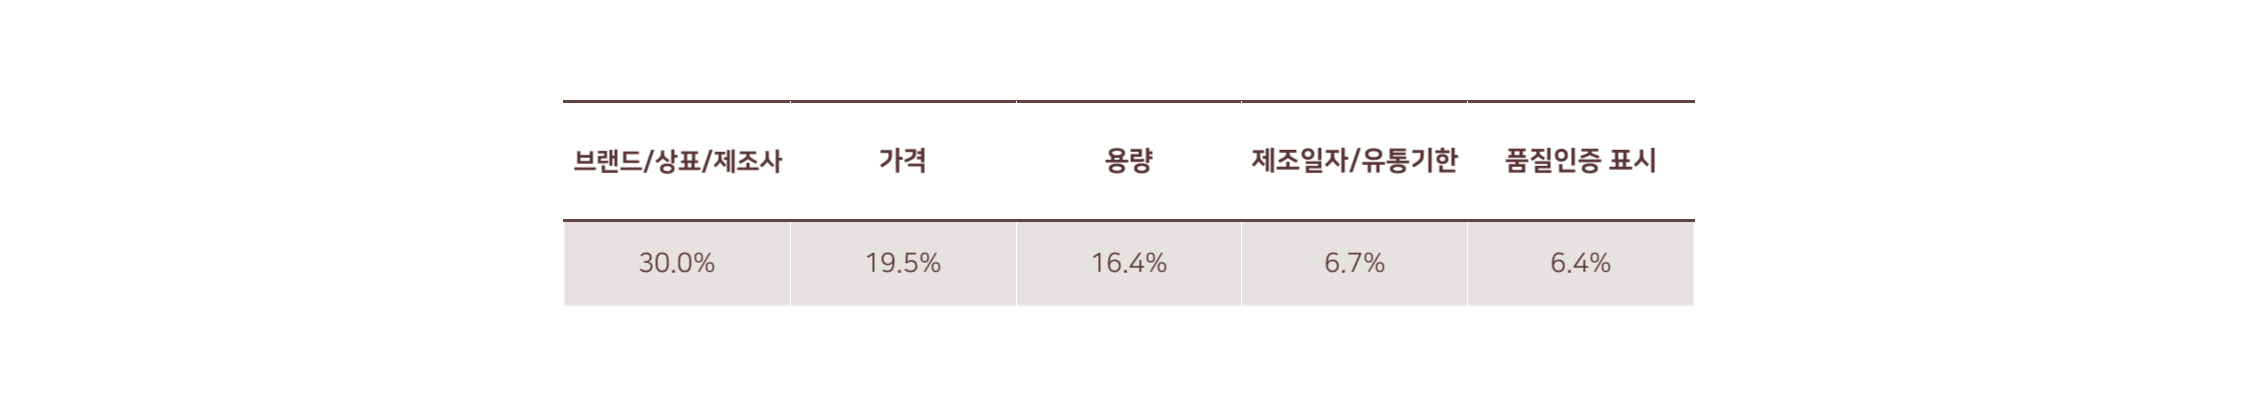 브랜드/상표/제조사 가격 용량 제조일자/유통기한 품질인증 표시
30.0% 19.5% 16.4% 6.7% 6.4%